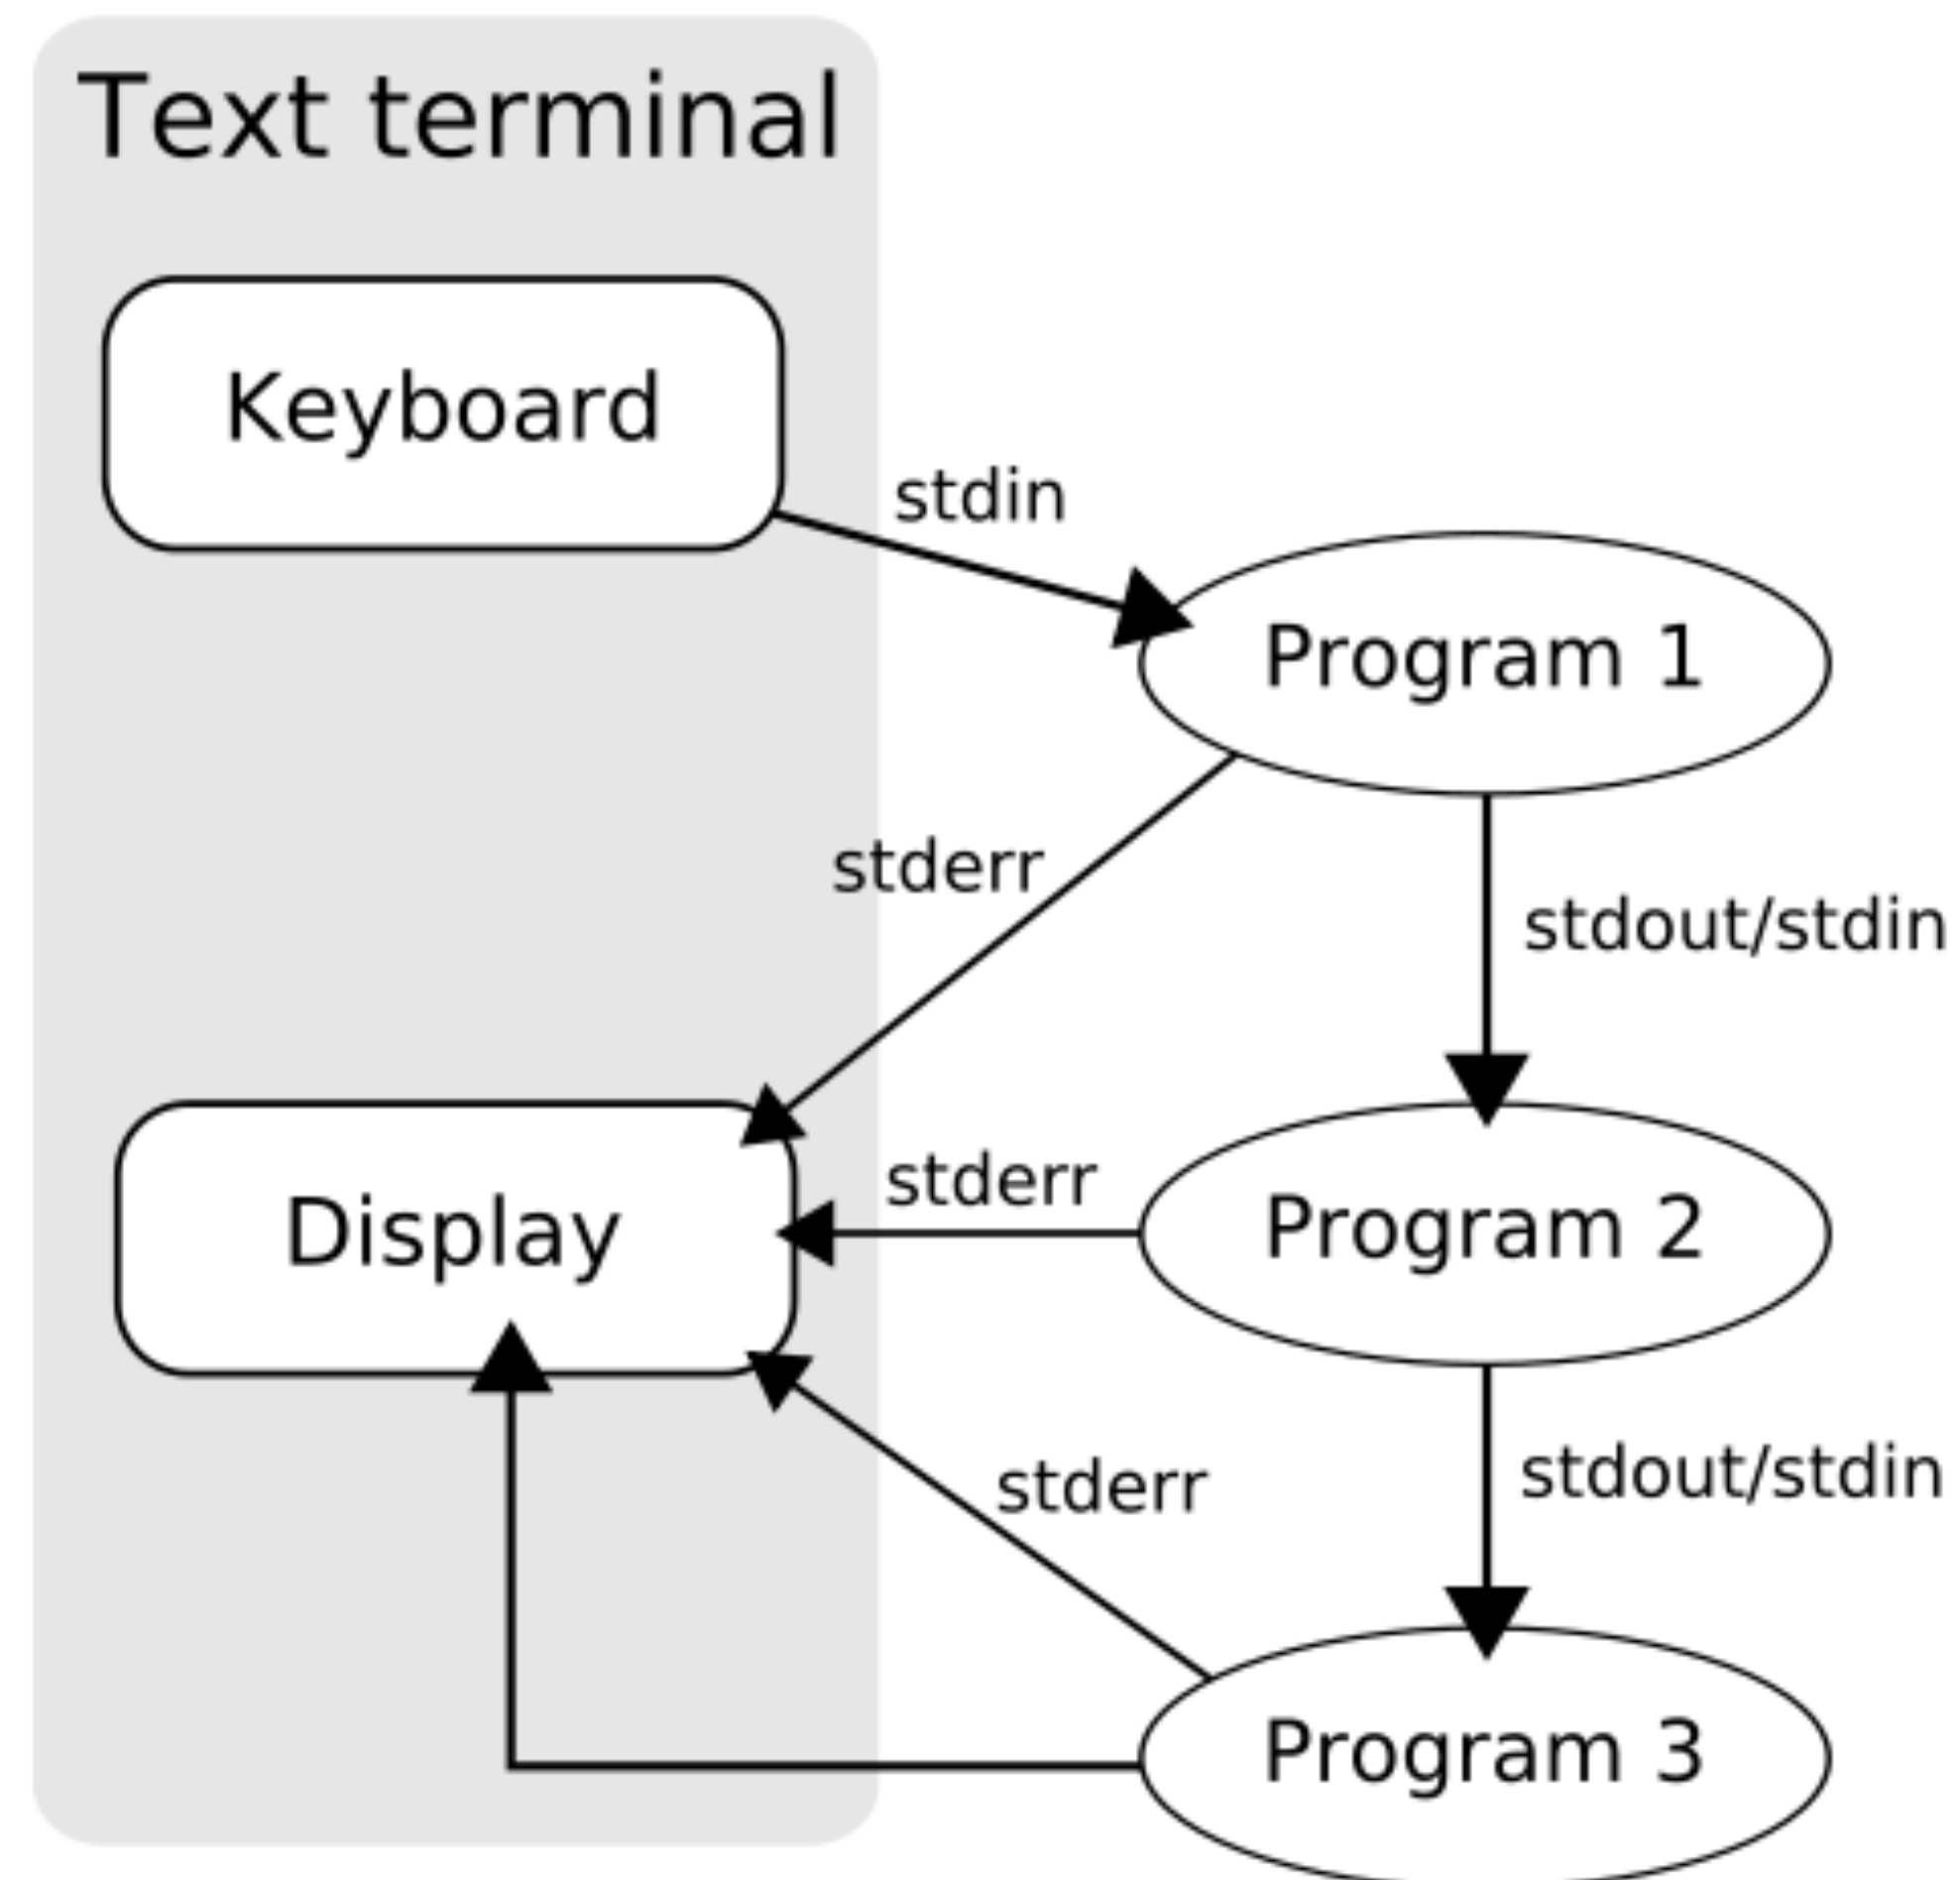 Text terminal
Keyboard
stdin
Program 1
stderr
stdout/stdin
Display
stderr
Program 2
stderr
stdout/stdin
Program 3